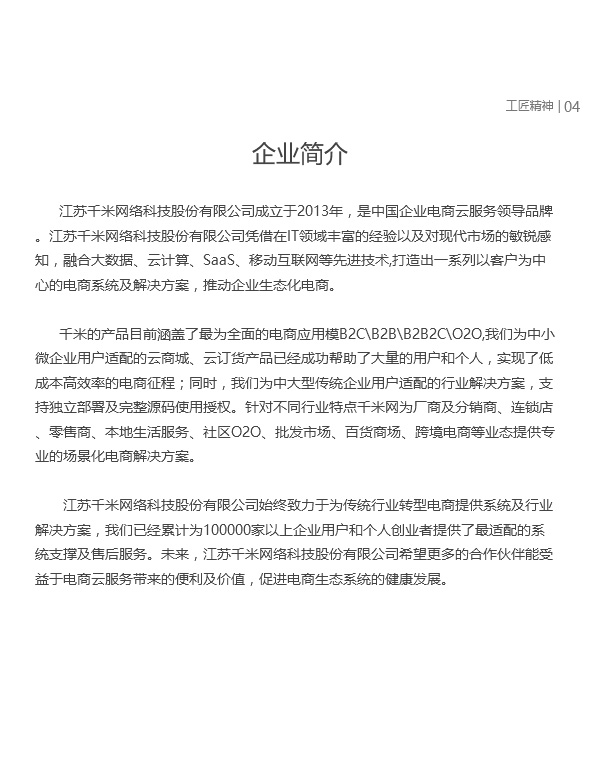 工匠精神 | 04
企业简介
江苏千米网络科技股份有限公司成立于2013年，是中国企业电商云服务领导品牌
。江苏千米网络科技股份有限公司凭借在IT领域丰富的经验以及对现代市场的敏锐感
知，融合大数据、云计算、SaaS、移动互联网等先进技术,打造出一系列以客户为中
心的电商系统及解决方案，推动企业生态化电商。
千米的产品目前涵盖了最为全面的电商应用模B2C\B2B\B2B2C\O2O,我们为中小
微企业用户适配的云商城、云订货产品已经成功帮助了大量的用户和个人，实现了低
成本高效率的电商征程；同时，我们为中大型传统企业用户适配的行业解决方案，支
持独立部署及完整源码使用授权。针对不同行业特点千米网为厂商及分销商、连锁店
、零售商、本地生活服务、社区O2O、批发市场、百货商场、跨境电商等业态提供专
业的场景化电商解决方案。
江苏千米网络科技股份有限公司始终致力于为传统行业转型电商提供系统及行业
解决方案，我们已经累计为100000家以上企业用户和个人创业者提供了最适配的系
统支撑及售后服务。未来，江苏千米网络科技股份有限公司希望更多的合作伙伴能受
益于电商云服务带来的便利及价值，促进电商生态系统的健康发展。